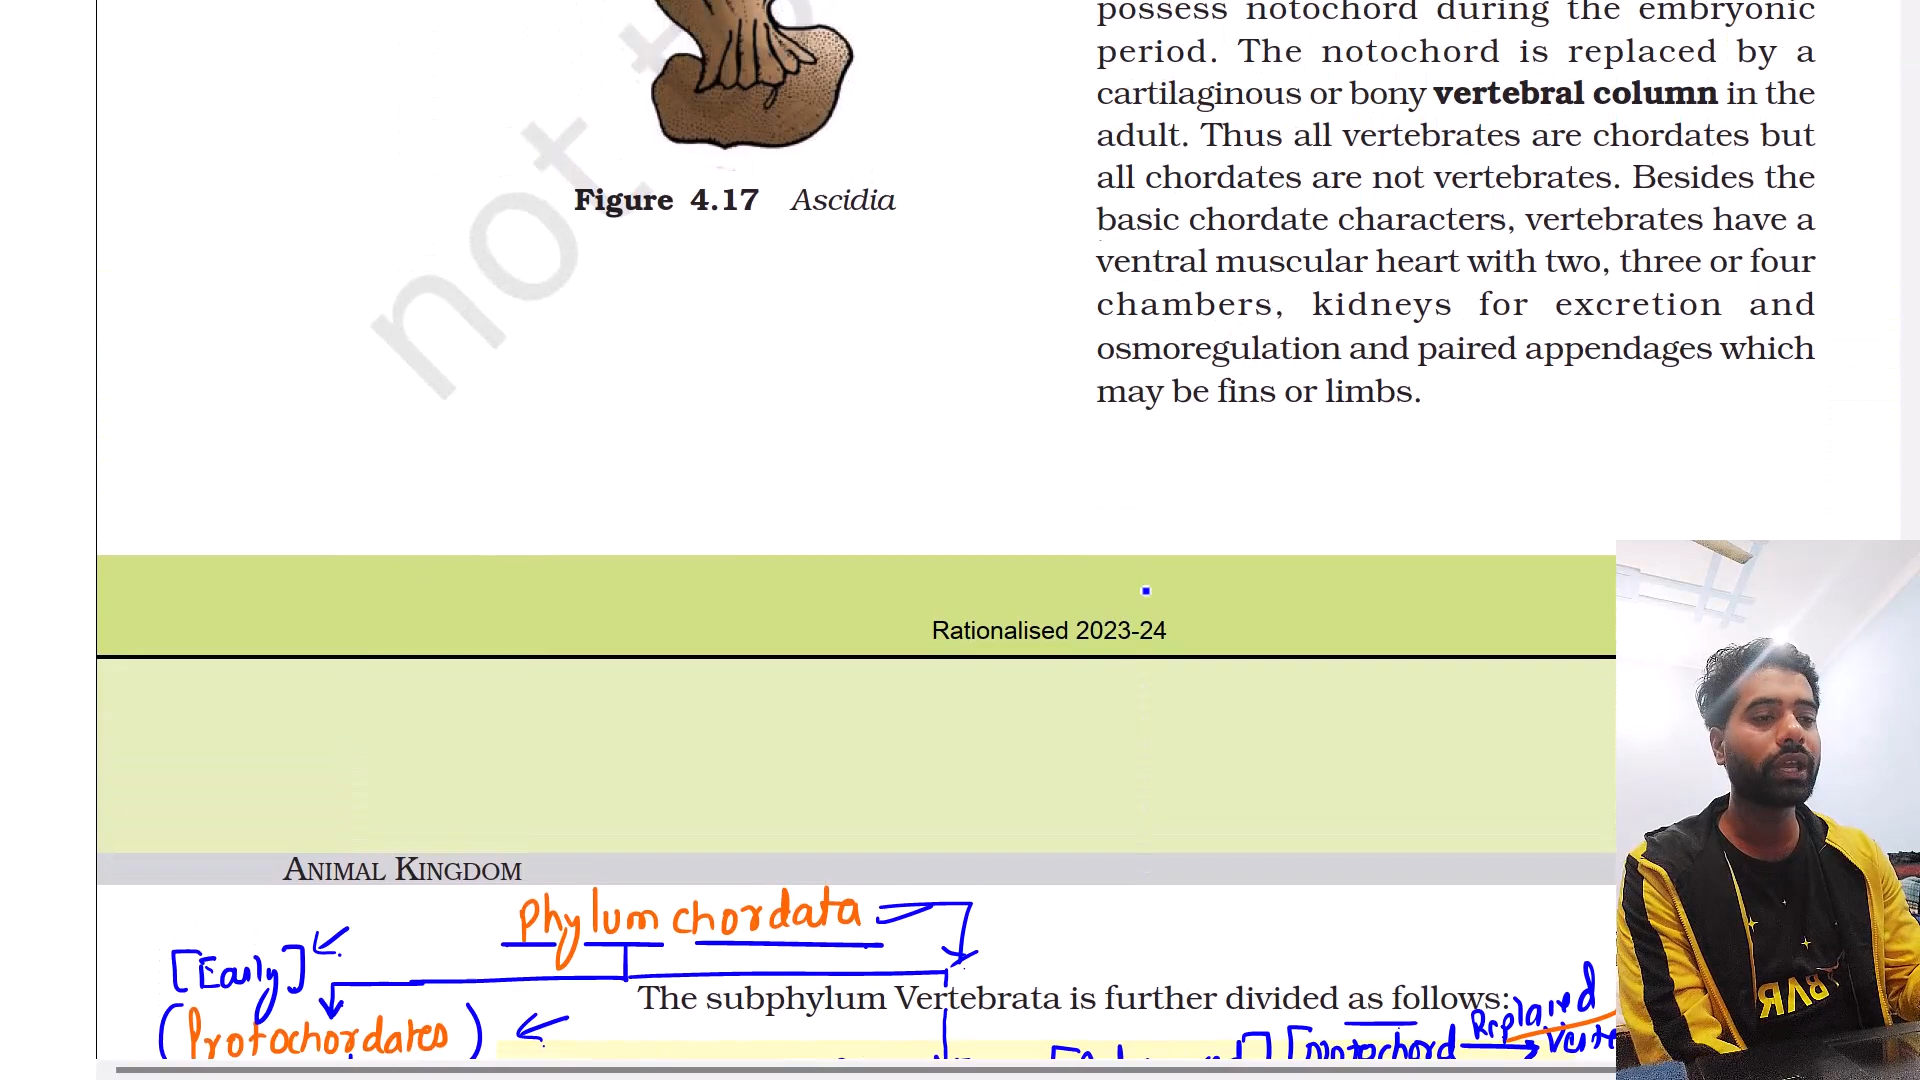 possess notochord during the embryonic
period. The notochord is replaced by a
cartilaginous or bony vertebral column in the
adult. Thus all vertebrates are chordates but
all chordates are not vertebrates. Besides the
basic chordate characters, vertebrates have a
ventral muscular heart with two, three or four
chambers, kidneys for excretion and
osmoregulation and paired appendages which
may be fins or limbs.
not
Figure 4.17 Ascidia
Rationalised 2023-24
ANIMAL KINGDOM
Phylum chordata
[Early]
The subphylum Vertebrata is further divided as follows:
Replaced
(Protochordates)
[notochord